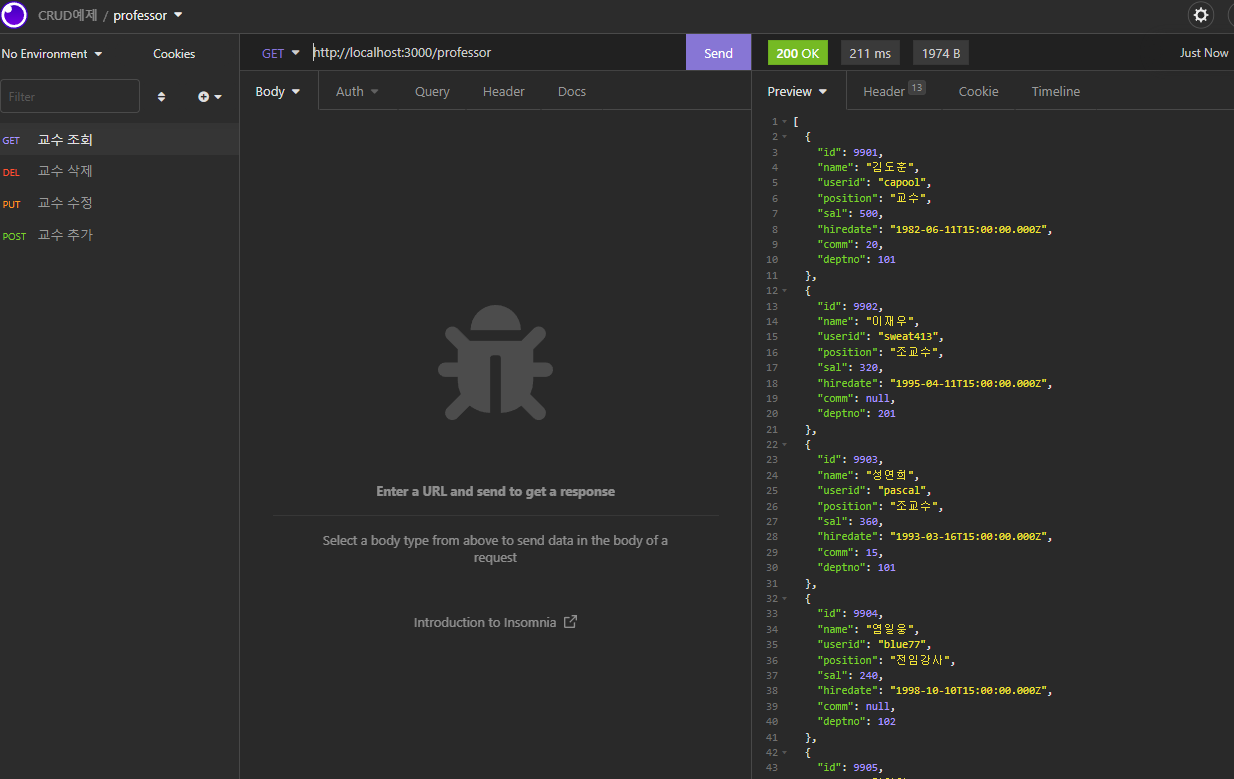 CRUD예제 / professor
No Environment
Cookies
Filter
GET 교수 조회
DEL 교수 삭제
PUT 교수 수정
POST 교수 추가
GET http://localhost:3000/professor Send
Body Auth Query Header Docs
Enter a URL and send to get a response
Select a body type from above to send data in the body of a
request
Introduction to Insomnia
200 OK 211 ms 1974 B Just Now
Preview Header 13 Cookie Timeline
1 [
2 {
3 "id": 9901,
4 "name": "김도훈",
5 "userid": "capool",
6 "position": "교수",
7 "sal": 500,
8 "hiredate": "1982-06-11T15:00:00.000Z",
9 "comm": 20,
10 "deptno": 101
11 },
12 {
13 "id": 9902,
14 "name": "이재우",
15 "userid": "sweat413",
16 "position": "조교수",
17 "sal": 320,
18 "hiredate": "1995-04-11T15:00:00.000Z",
19 "comm": null,
20 "deptno": 201
21 },
22 {
23 "id": 9903,
24 "name": "성연희",
25 "userid": "pascal",
26 "position": "조교수",
27 "sal": 360,
28 "hiredate": "1993-03-16T15:00:00.000Z",
29 "comm": 15,
30 "deptno": 101
31 },
32 {
33 "id": 9904,
34 "name": "염일웅",
35 "userid": "blue77",
36 "position": "전임강사",
37 "sal": 240,
38 "hiredate": "1998-10-10T15:00:00.000Z",
39 "comm": null,
40 "deptno": 102
41 },
42 {
43 "id": 9905,